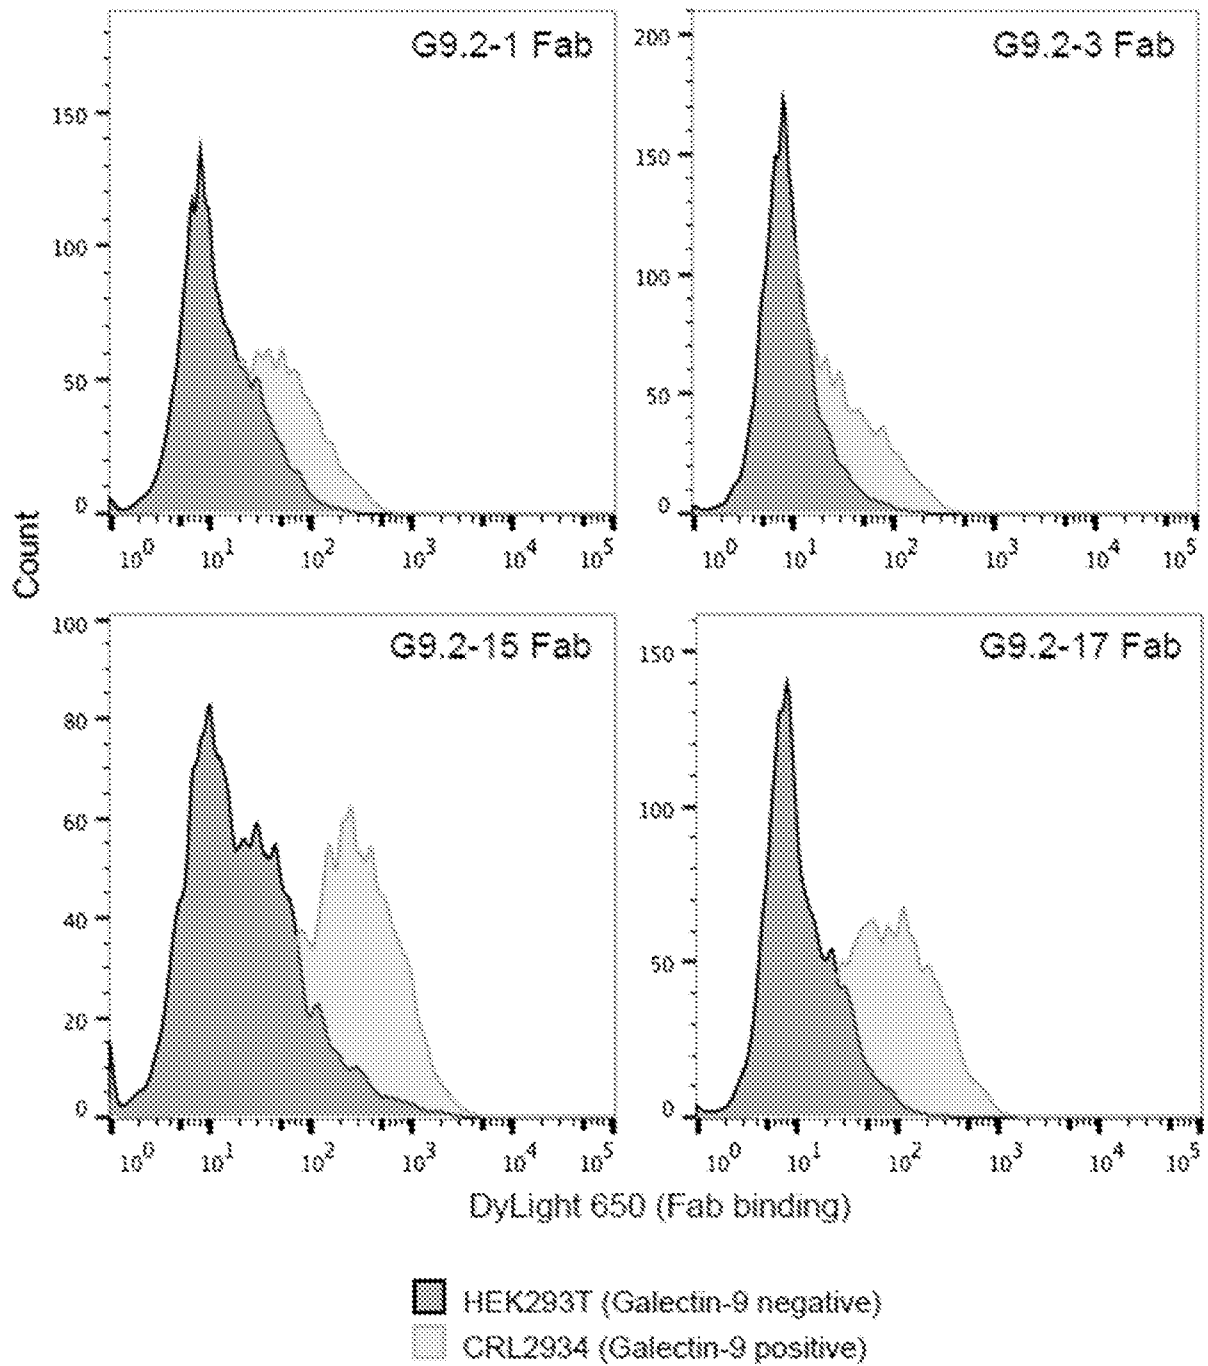 G9.2-1 Fab
150
100
50
0
10^0 10^1 10^2 10^3 10^4 10^5
G9.2-3 Fab
200
150
100
50
0
10^0 10^1 10^2 10^3 10^4 10^5
Count
G9.2-15 Fab
100
80
60
40
20
0
10^0 10^1 10^2 10^3 10^4 10^5
G9.2-17 Fab
150
100
50
0
10^0 10^1 10^2 10^3 10^4 10^5
DyLight 650 (Fab binding)
HEK293T (Galectin-9 negative)
CRL2934 (Galectin-9 positive)